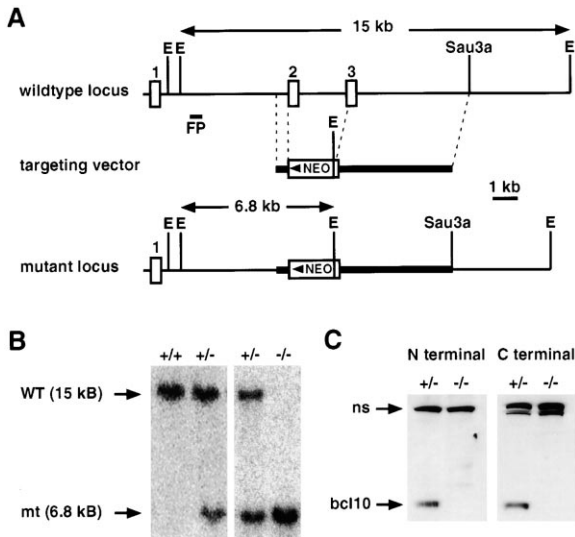 A
15 kb
E E Sau3a E
1 2 3
wildtype locus
FP
E
targeting vector
NEO
1 kb
6.8 kb
E E E Sau3a E
1
mutant locus
NEO
B
+/+ +/- +/- -/-
WT (15 kB)
mt (6.8 kB)
C
N terminal C terminal
+/- -/- +/- -/-
ns
bcl10